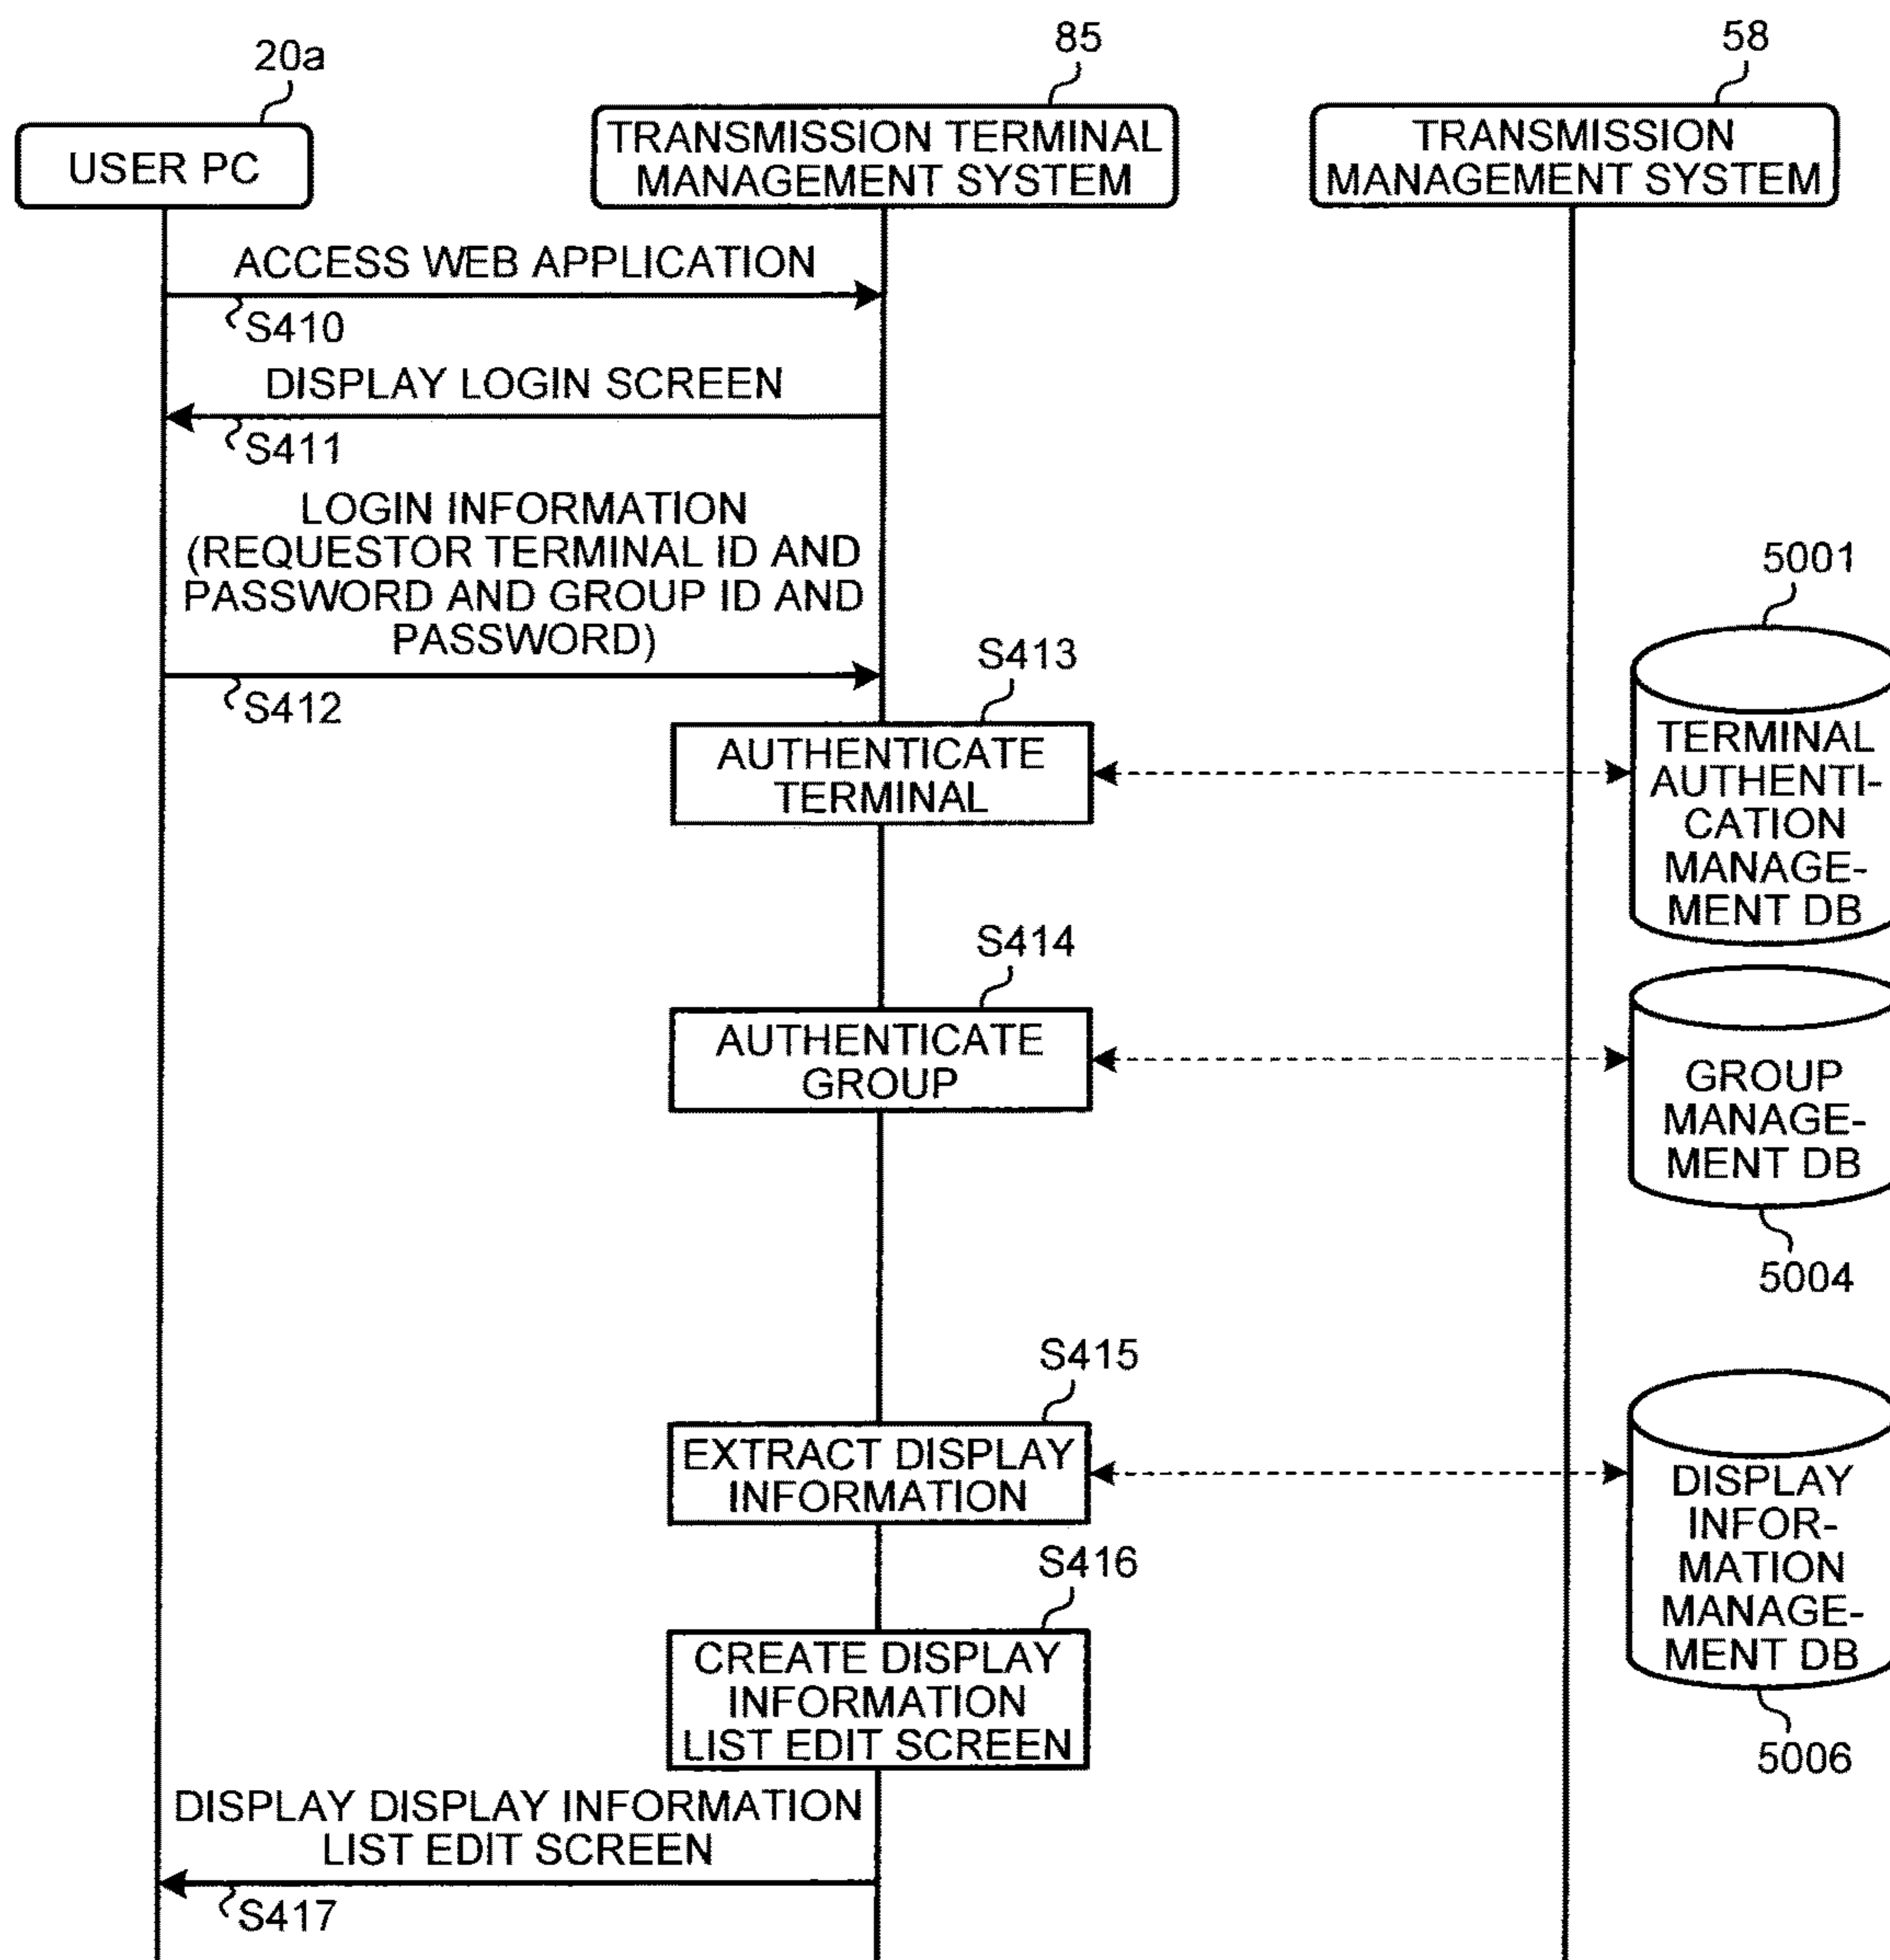 20a
85
58
USER PC
TRANSMISSION TERMINAL
MANAGEMENT SYSTEM
TRANSMISSION
MANAGEMENT SYSTEM
ACCESS WEB APPLICATION
S410
DISPLAY LOGIN SCREEN
S411
LOGIN INFORMATION
(REQUESTOR TERMINAL ID AND
PASSWORD AND GROUP ID AND
PASSWORD)
S412
S413
AUTHENTICATE
TERMINAL
5001
TERMINAL
AUTHENTI-
CATION
MANAGE-
MENT DB
S414
AUTHENTICATE
GROUP
GROUP
MANAGE-
MENT DB
5004
S415
EXTRACT DISPLAY
INFORMATION
DISPLAY
INFOR-
MATION
MANAGE-
MENT DB
5006
S416
CREATE DISPLAY
INFORMATION
LIST EDIT SCREEN
DISPLAY DISPLAY INFORMATION
LIST EDIT SCREEN
S417